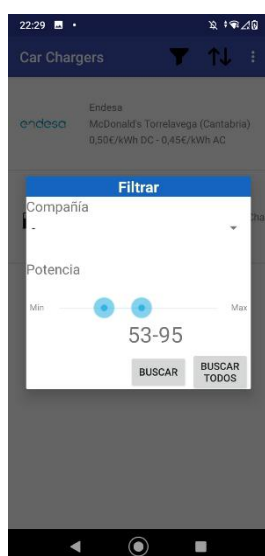 22:29
Car Chargers
endesa
Endesa
McDonald's Torrelavega (Cantabria)
0,50€/kWh DC - 0,45€/kWh AC
Filtrar
Compañía
-
Potencia
Min
Max
53-95
BUSCAR
BUSCAR
TODOS